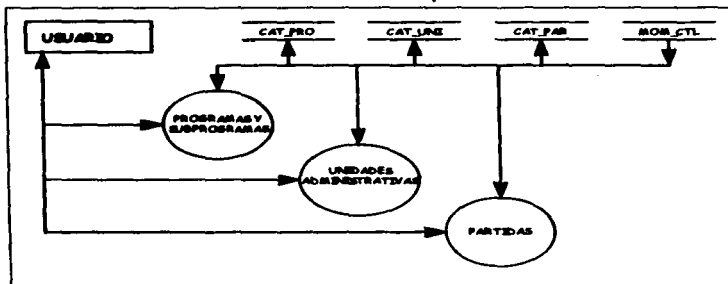 USUARIO
CAT_PRO
CAT_UNI
CAT_PAR
MOM_CTL
PROGRAMAS Y
SUBPROGRAMAS
UNIDADES
ADMINISTRATIVAS
PARTIDAS